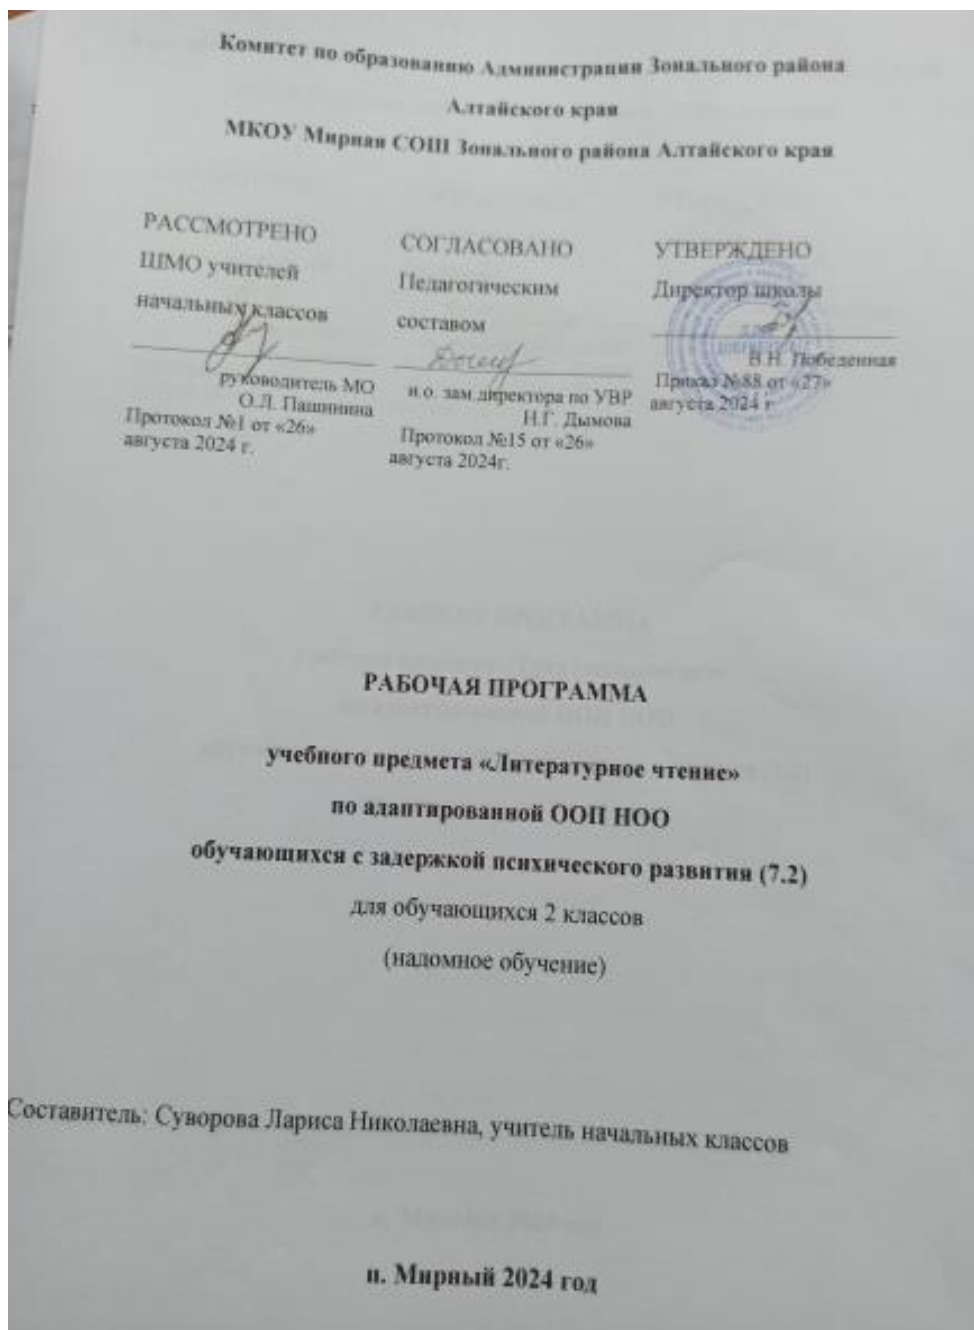 Комитет по образованию Администрации Зонального района
Алтайского края
МКОУ Мирная СОШ Зонального района Алтайского края
РАССМОТРЕНО
ШМО учителей
начальных классов
руководитель МО
О.Л. Пашинина
Протокол №1 от «26»
августа 2024 г.
СОГЛАСОВАНО
Педагогическим
составом
и.о. зам.директора по УВР
Н.Г. Дымова
Протокол №15 от «26»
августа 2024г.
УТВЕРЖДЕНО
Директор школы
В.Н. Победенная
Приказ №88 от «27»
августа 2024 г.
РАБОЧАЯ ПРОГРАММА
учебного предмета «Литературное чтение»
по адаптированной ООП НОО
обучающихся с задержкой психического развития (7.2)
для обучающихся 2 классов
(надомное обучение)
Составитель: Суворова Лариса Николаевна, учитель начальных классов
п. Мирный 2024 год